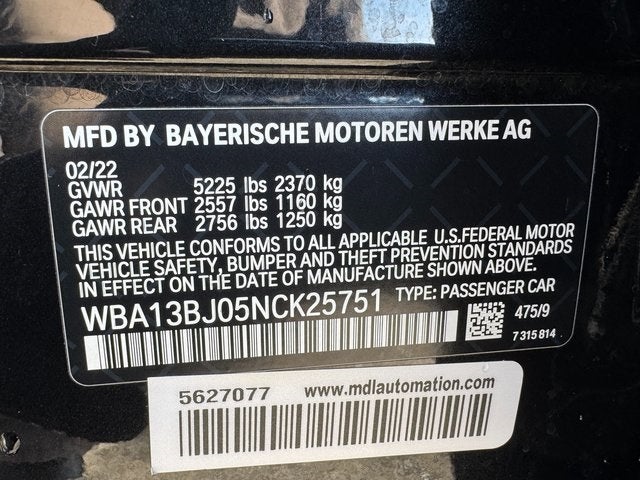 MFD BY BAYERISCHE MOTOREN WERKE AG
02/22
GVWR 5225 lbs 2370 kg
GAWR FRONT 2557 lbs 1160 kg
GAWR REAR 2756 lbs 1250 kg
THIS VEHICLE CONFORMS TO ALL APPLICABLE U.S.FEDERAL MOTOR
VEHICLE SAFETY, BUMPER AND THEFT PREVENTION STANDARDS
IN EFFECT ON THE DATE OF MANUFACTURE SHOWN ABOVE.
WBA13BJ05NCK25751 TYPE: PASSENGER CAR
475/9
7 315 814
5627077 www.mdlautomation.com